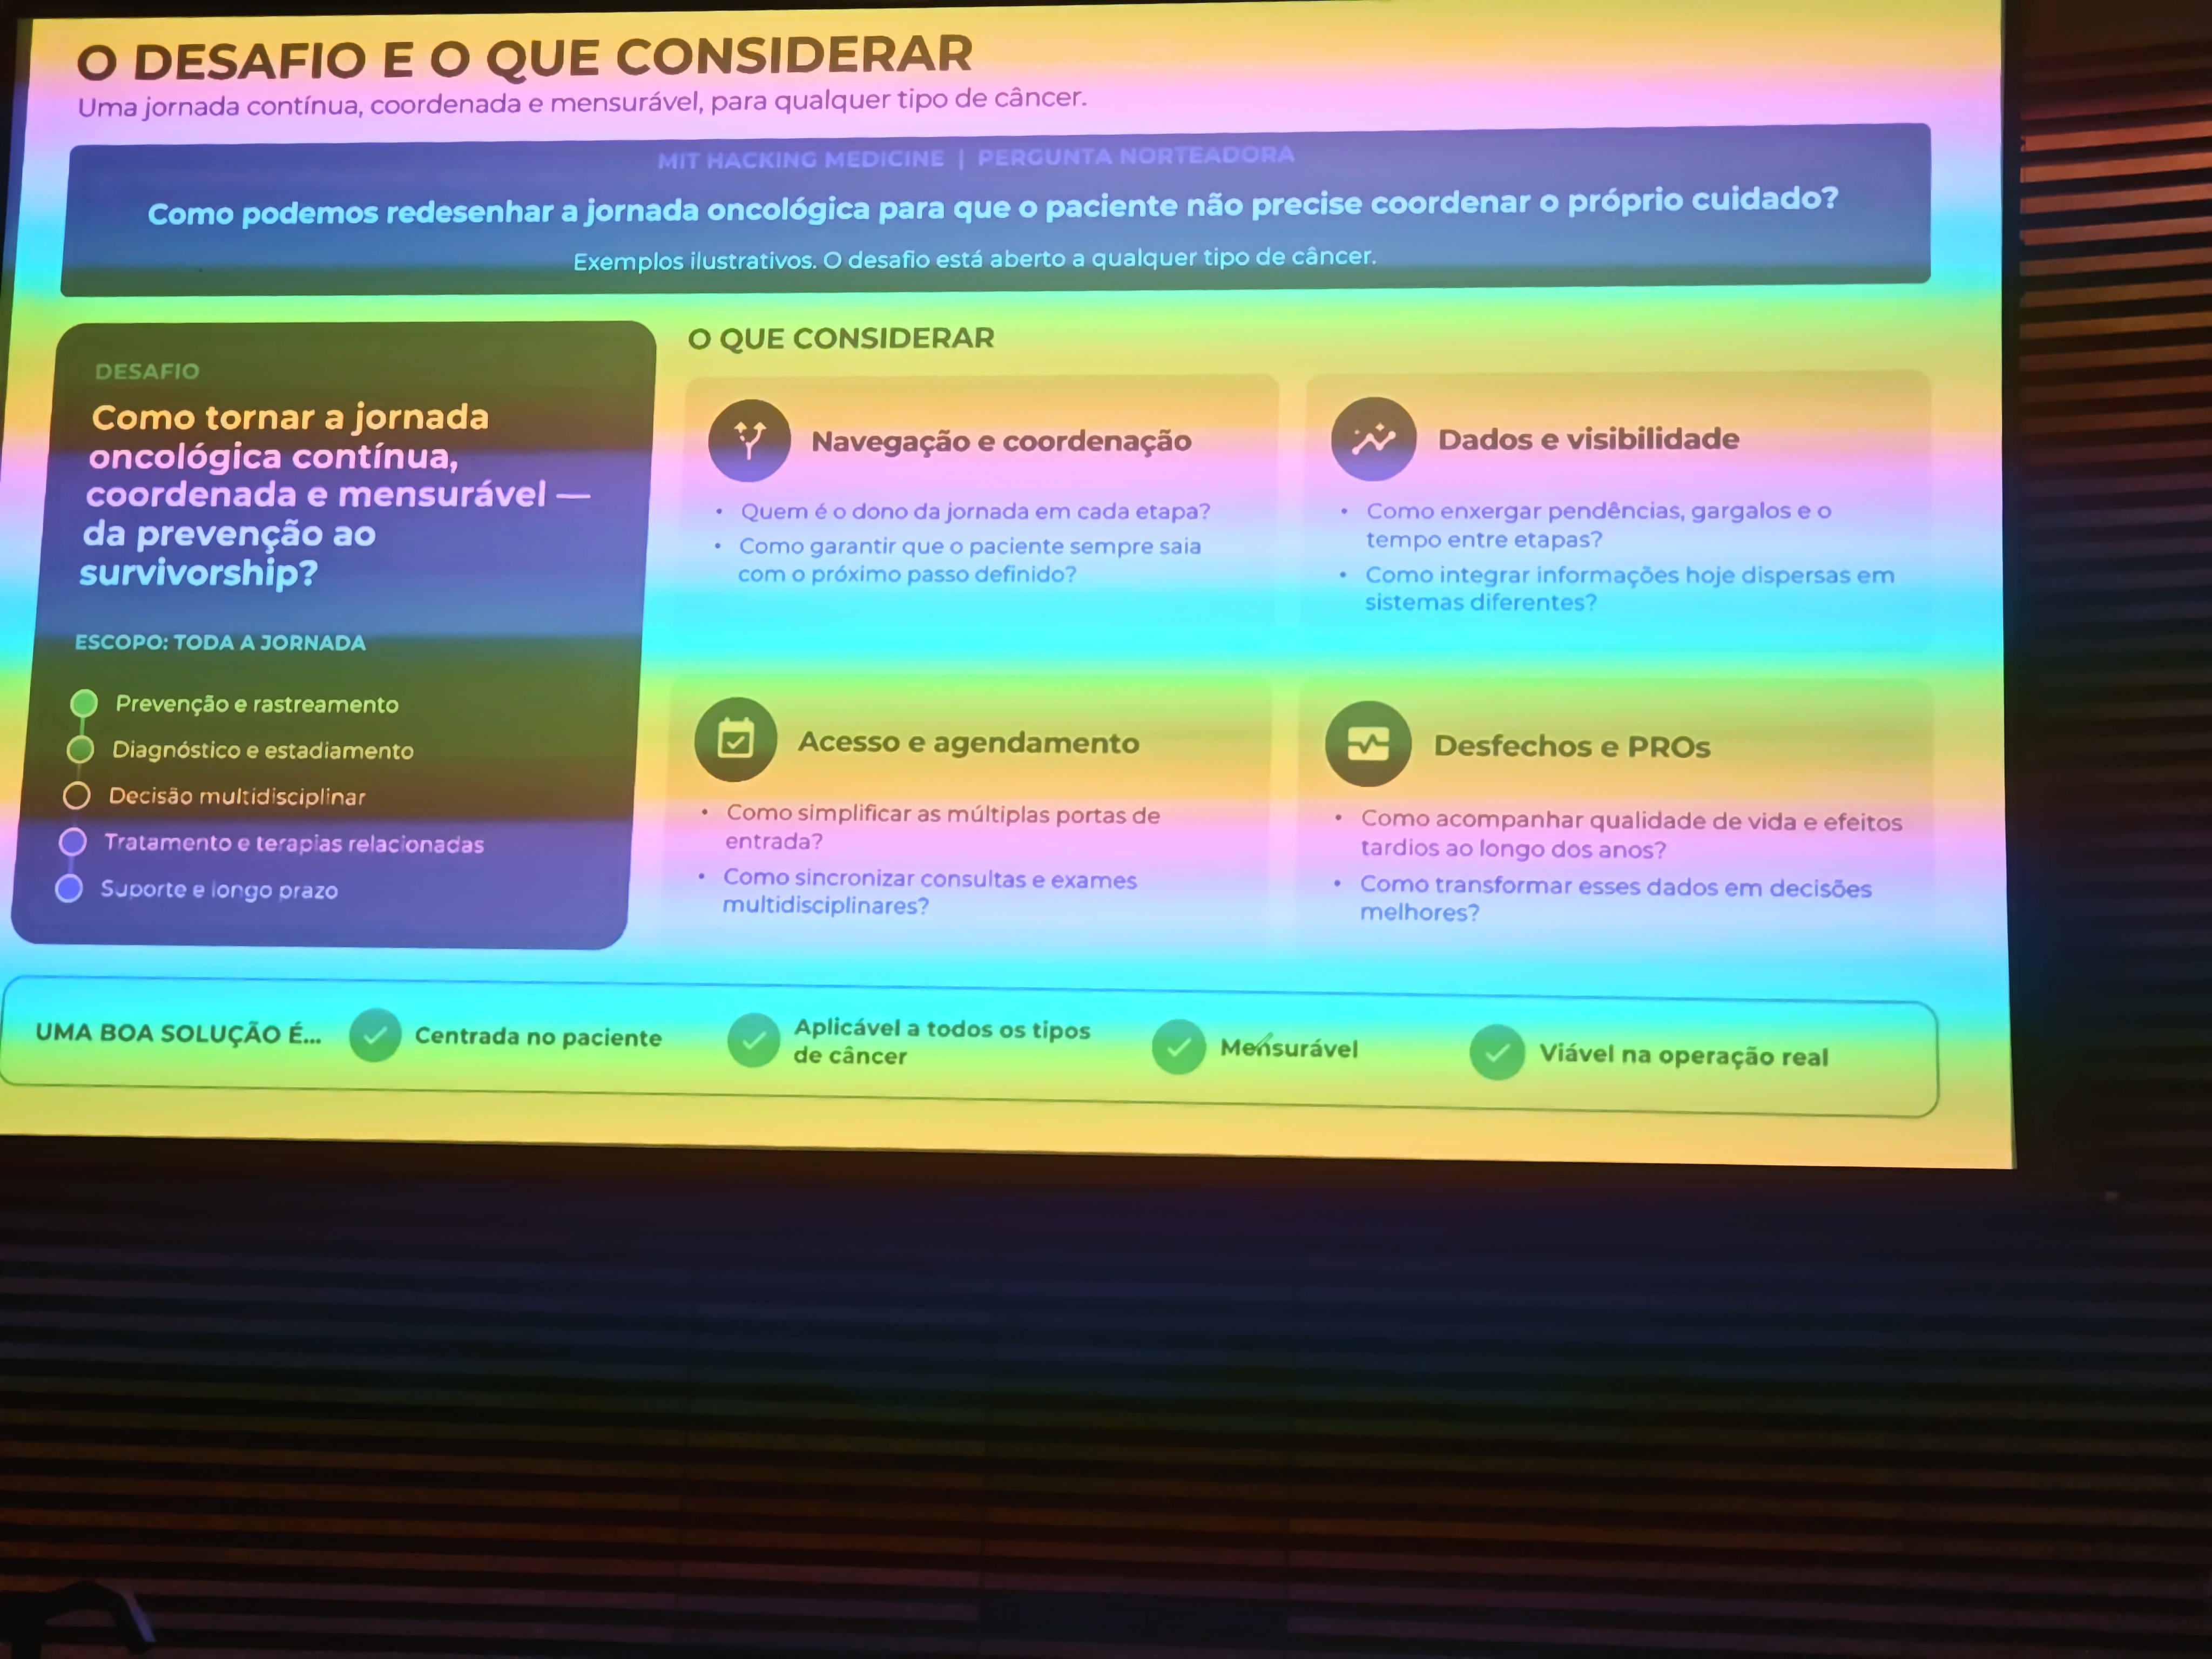 O DESAFIO E O QUE CONSIDERAR
Uma jornada contínua, coordenada e mensurável, para qualquer tipo de câncer.
MIT HACKING MEDICINE | PERGUNTA NORTEADORA
Como podemos redesenhar a jornada oncológica para que o paciente não precise coordenar o próprio cuidado?
Exemplos ilustrativos. O desafio está aberto a qualquer tipo de câncer.
DESAFIO
Como tornar a jornada
oncológica contínua,
coordenada e mensurável —
da prevenção ao
survivorship?
ESCOPO: TODA A JORNADA
Prevenção e rastreamento
Diagnóstico e estadiamento
Decisão multidisciplinar
Tratamento e terapias relacionadas
Suporte e longo prazo
O QUE CONSIDERAR
Navegação e coordenação
• Quem é o dono da jornada em cada etapa?
• Como garantir que o paciente sempre saia
com o próximo passo definido?
Dados e visibilidade
• Como enxergar pendências, gargalos e o
tempo entre etapas?
• Como integrar informações hoje dispersas em
sistemas diferentes?
Acesso e agendamento
• Como simplificar as múltiplas portas de
entrada?
• Como sincronizar consultas e exames
multidisciplinares?
Desfechos e PROs
• Como acompanhar qualidade de vida e efeitos
tardios ao longo dos anos?
• Como transformar esses dados em decisões
melhores?
UMA BOA SOLUÇÃO É...
Centrada no paciente
Aplicável a todos os tipos
de câncer
Mensurável
Viável na operação real